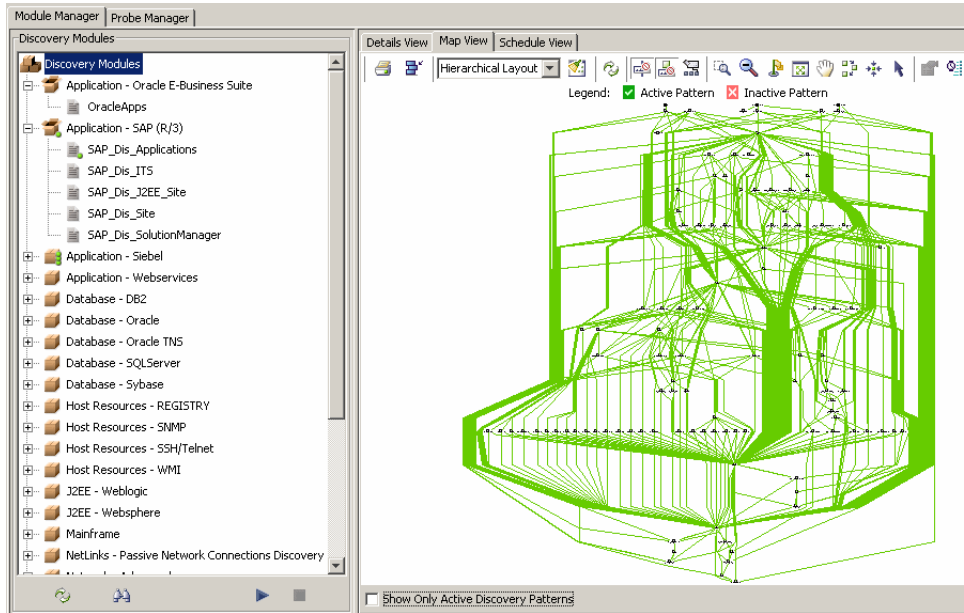 Module Manager Probe Manager
Discovery Modules
Discovery Modules
Application - Oracle E-Business Suite
OracleApps
Application - SAP (R/3)
SAP_Dis_Applications
SAP_Dis_ITS
SAP_Dis_J2EE_Site
SAP_Dis_Site
SAP_Dis_SolutionManager
Application - Siebel
Application - Webservices
Database - DB2
Database - Oracle
Database - Oracle TNS
Database - SQLServer
Database - Sybase
Host Resources - REGISTRY
Host Resources - SNMP
Host Resources - SSH/Telnet
Host Resources - WMI
J2EE - Weblogic
J2EE - Websphere
Mainframe
NetLinks - Passive Network Connections Discovery
Details View Map View Schedule View
Hierarchical Layout
Legend: Active Pattern Inactive Pattern
Show Only Active Discovery Patterns